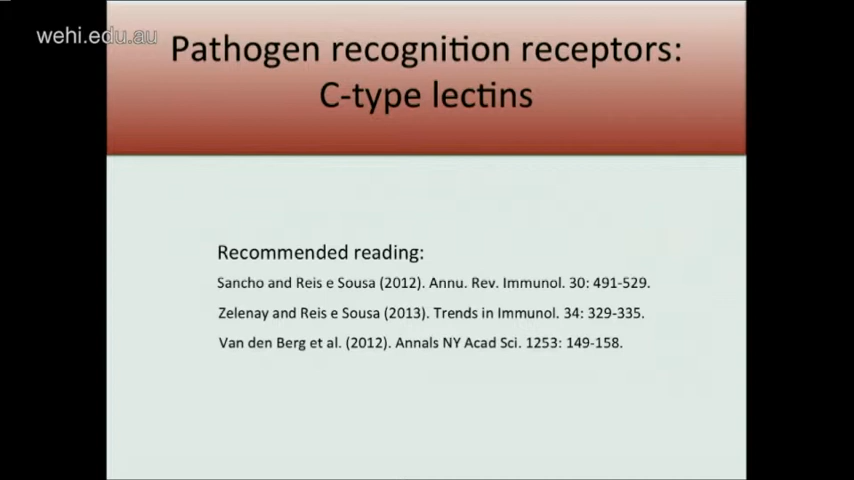 wehi.edu.au
Pathogen recognition receptors:
C-type lectins
Recommended reading:
Sancho and Reis e Sousa (2012). Annu. Rev. Immunol. 30: 491-529.
Zelenay and Reis e Sousa (2013). Trends in Immunol. 34: 329-335.
Van den Berg et al. (2012). Annals NY Acad Sci. 1253: 149-158.